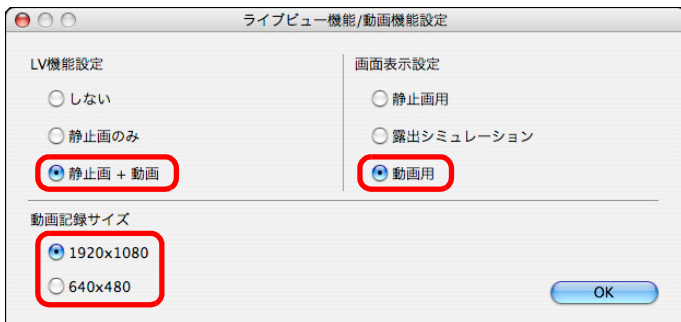 ライブビュー機能/動画機能設定
LV機能設定
しない
静止画のみ
静止画 + 動画
画面表示設定
静止画用
露出シミュレーション
動画用
動画記録サイズ
1920x1080
640x480
OK